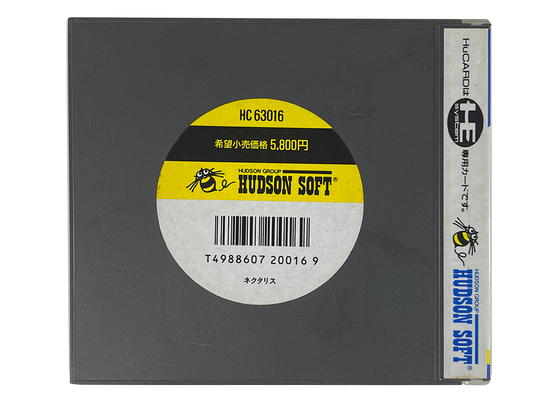 HC 63016
希望小売価格 5,800円
HUDSON GROUP
HUDSON SOFT®
T4988607 20016 9
ネクタリス
HuCARDは
HE
SYSTEM
専用カードです。
HUDSON GROUP
HUDSON SOFT®